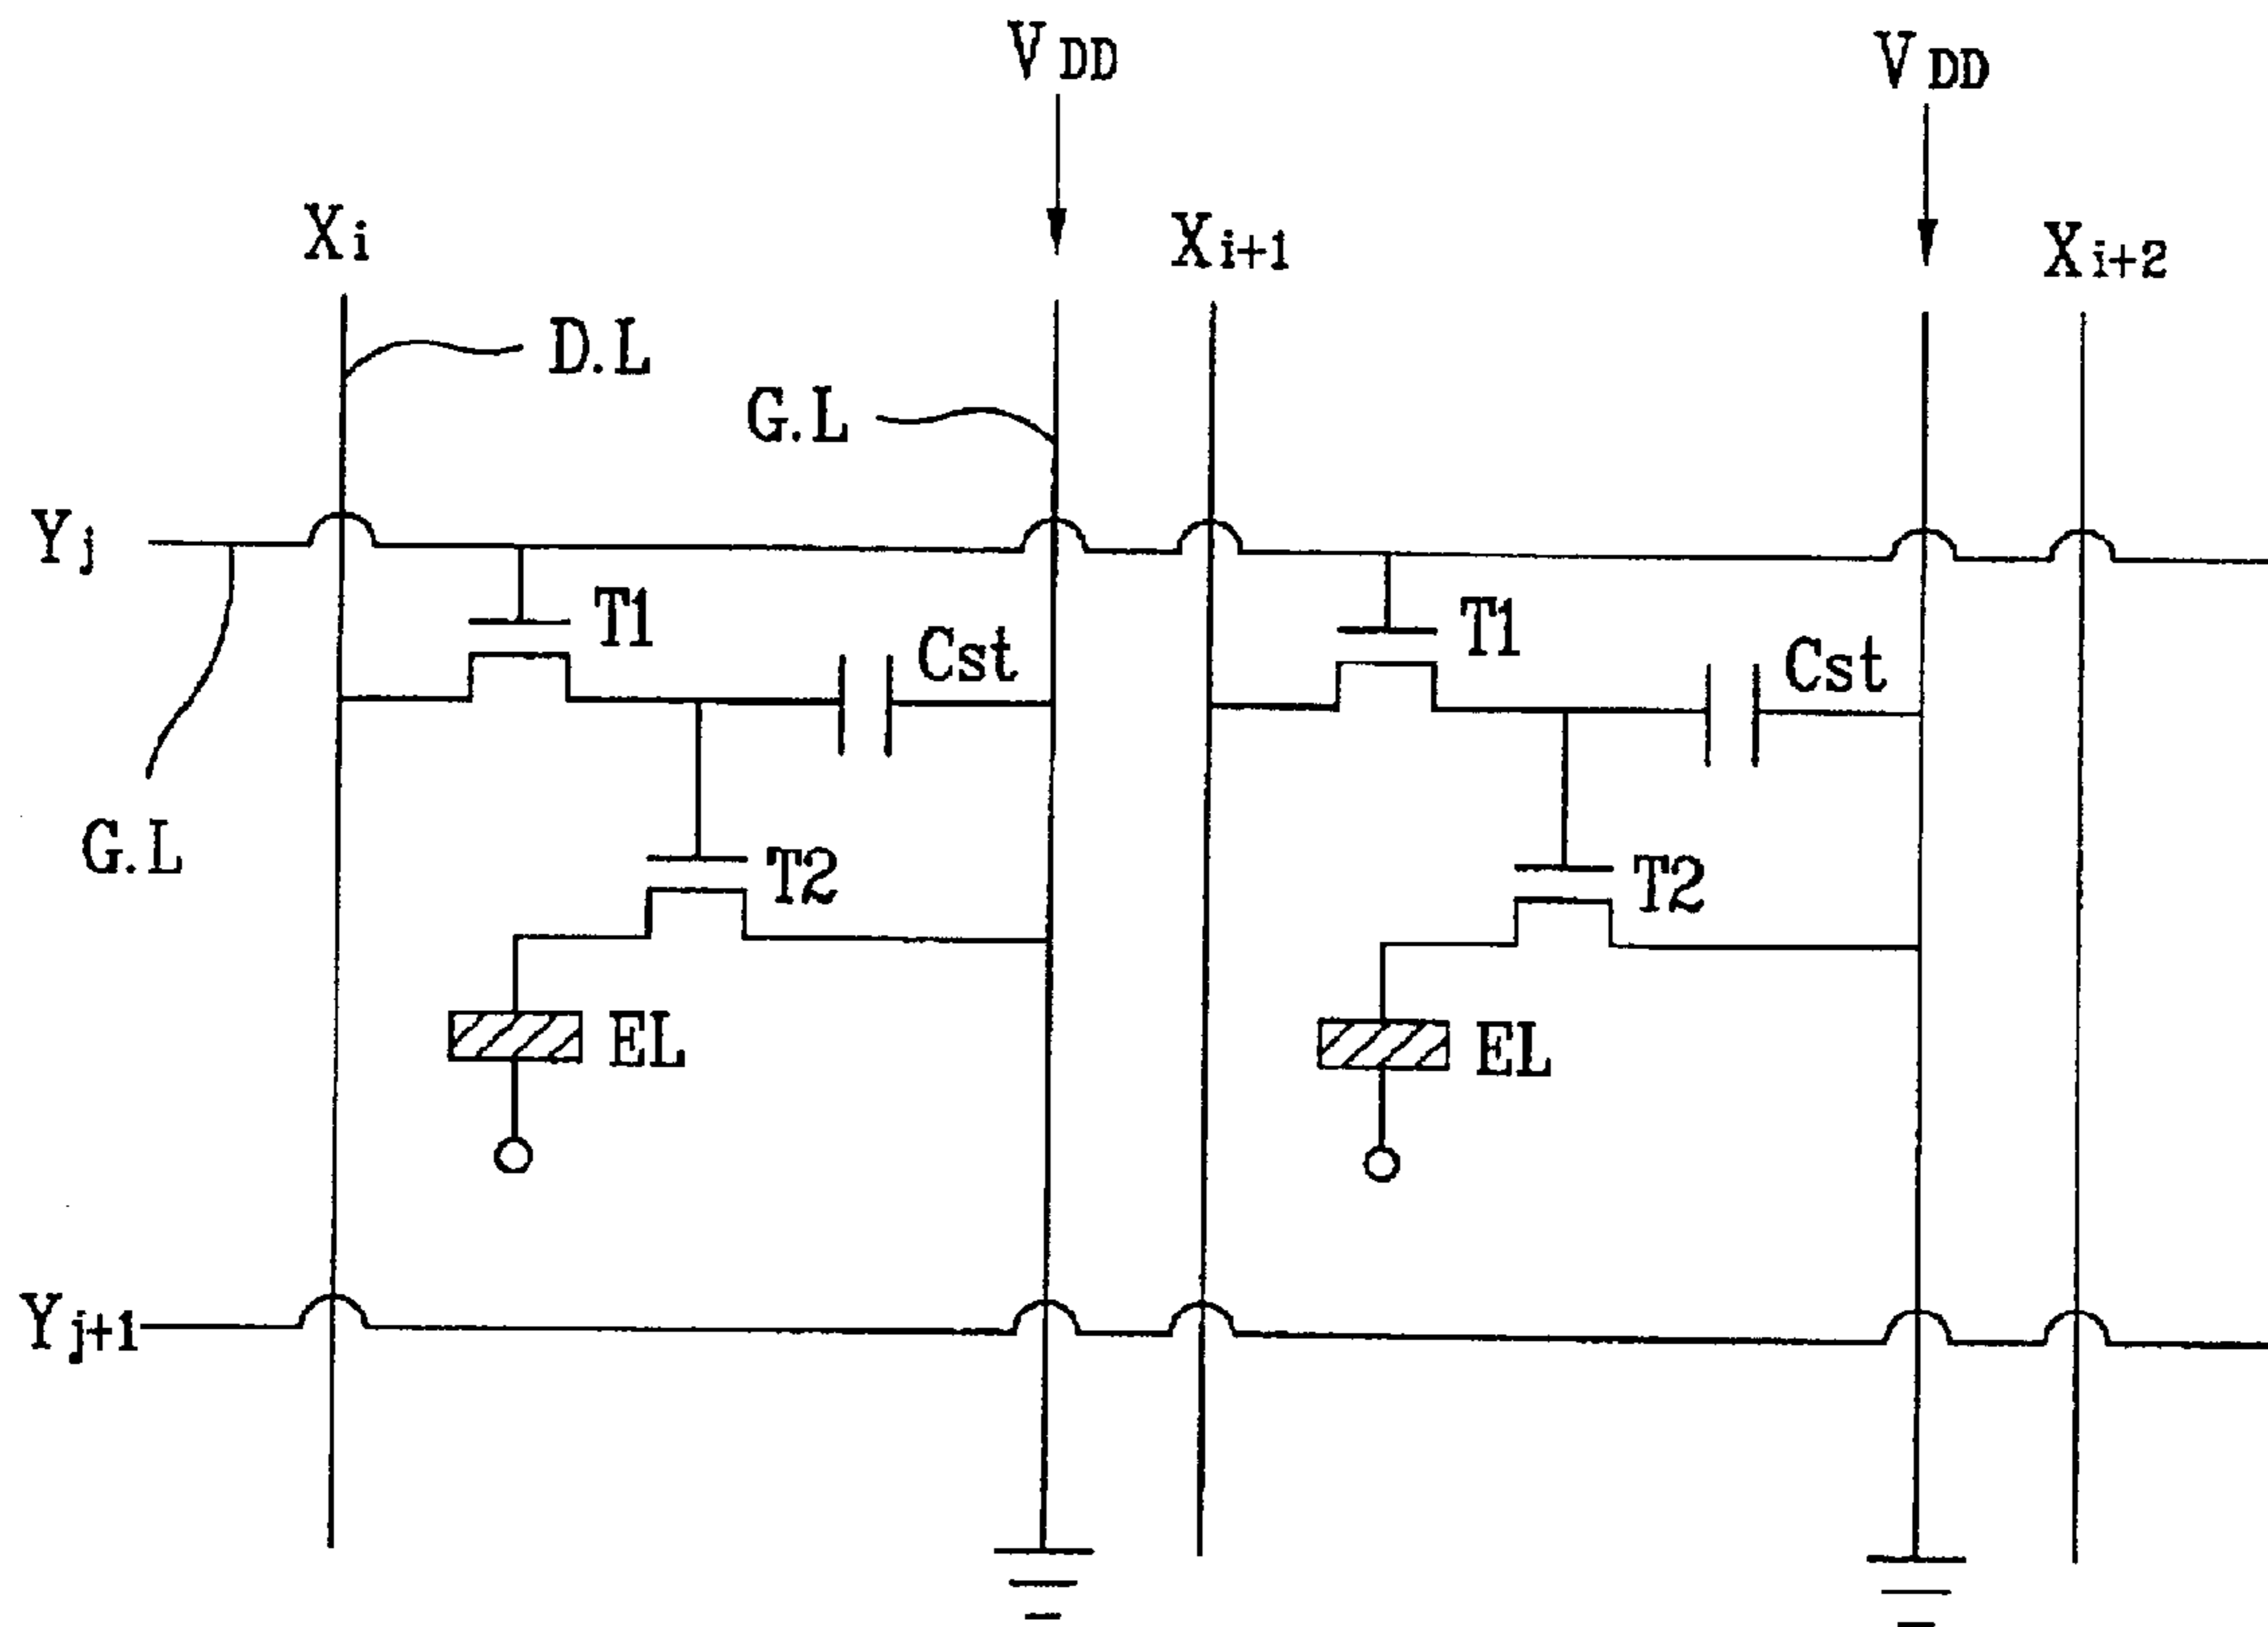 VDD
VDD
Xi
Xi+1
Xi+2
D.L
G.L
Yj
T1
Cst
T1
Cst
G.L
T2
T2
EL
EL
Yj+1